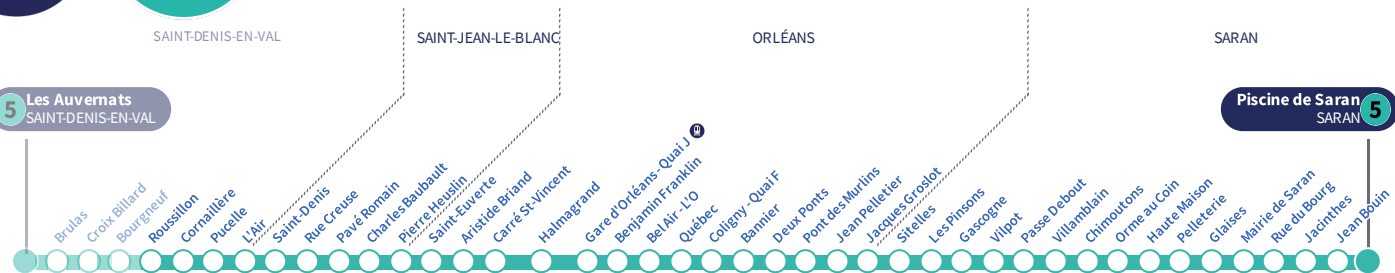 SAINT-DENIS-EN-VAL
SAINT-JEAN-LE-BLANC
ORLÉANS
SARAN
5
Les Auvernats
SAINT-DENIS-EN-VAL
Piscine de Saran
SARAN
5
Brulas
Croix Billard
Bourgneuf
Roussillon
Cornaillère
Pucelle
L'Air
Saint-Denis
Rue Creuse
Pavé Romain
Charles Baubault
Pierre Heuslin
Saint-Euverte
Aristide Briand
Carré St-Vincent
Halmagrand
Gare d'Orléans - Quai J
Benjamin Franklin
Bel Air - L'O
Québec
Coligny - Quai F
Bannier
Deux Ponts
Pont des Murlins
Jean Pelletier
Jacques Groslot
Sitelles
Les Pinsons
Gascogne
Vilpot
Passe Debout
Villamblain
Chimoutons
Orme au Coin
Haute Maison
Pelleterie
Glaises
Mairie de Saran
Rue du Bourg
Jacinthes
Jean Bouin